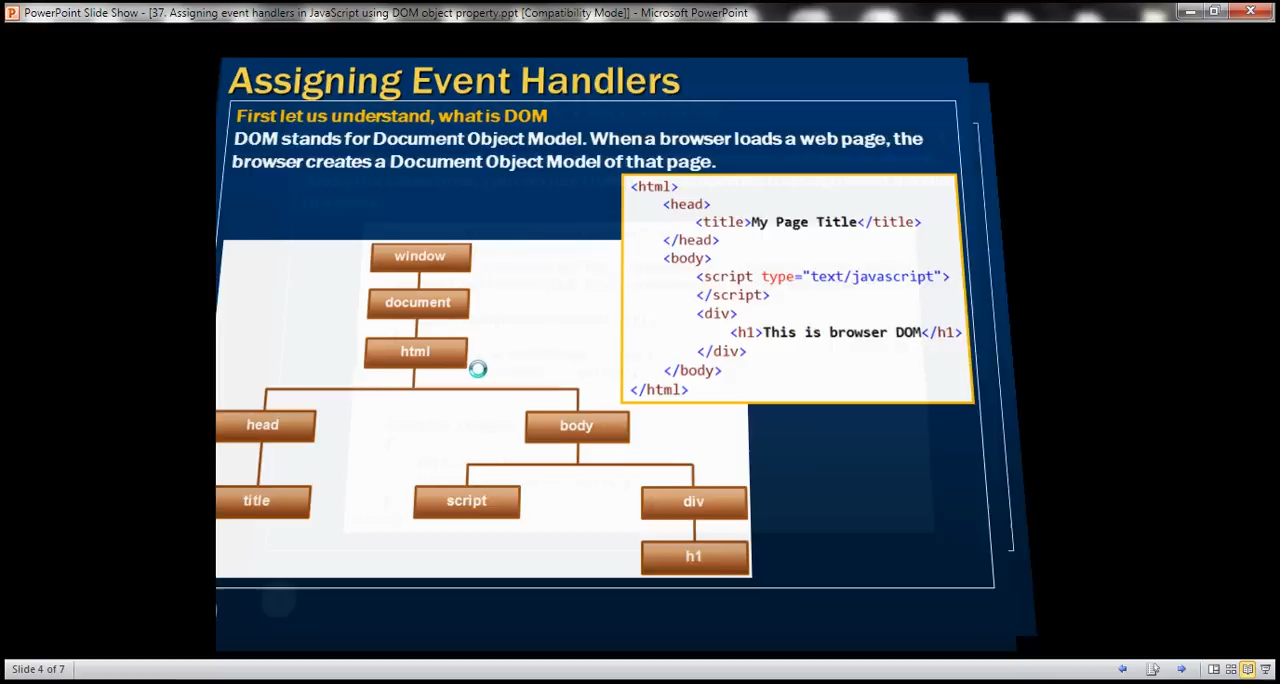 PowerPoint Slide Show - [37. Assigning event handlers in JavaScript using DOM object property.ppt [Compatibility Mode]] - Microsoft PowerPoint
Assigning Event Handlers
First let us understand, what is DOM
DOM stands for Document Object Model. When a browser loads a web page, the
browser creates a Document Object Model of that page.
<html>
<head>
<title>My Page Title</title>
</head>
<body>
<script type="text/javascript">
</script>
<div>
<h1>This is browser DOM</h1>
</div>
</body>
</html>
window
document
html
head
body
title
script
div
h1
Slide 4 of 7